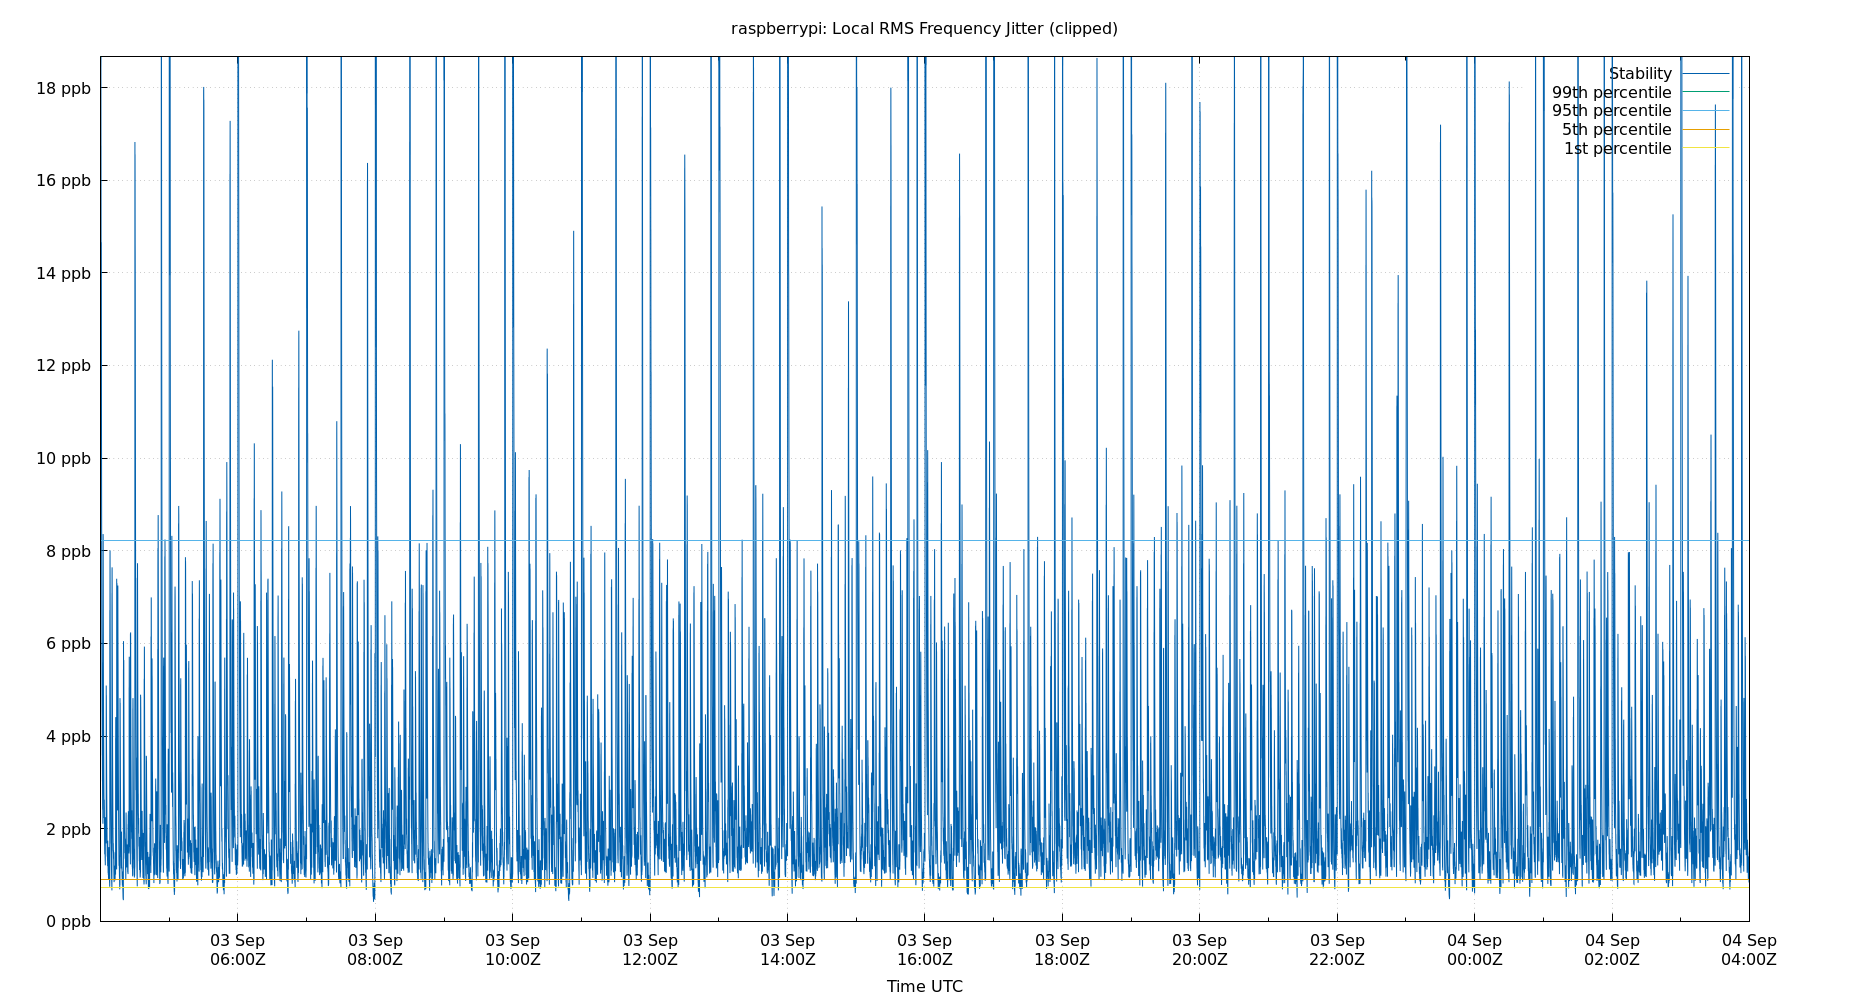 raspberrypi: Local RMS Frequency Jitter (clipped)
Stability
99th percentile
95th percentile
5th percentile
1st percentile
18 ppb
16 ppb
14 ppb
12 ppb
10 ppb
8 ppb
6 ppb
4 ppb
2 ppb
0 ppb
03 Sep 03 Sep 03 Sep 03 Sep 03 Sep 03 Sep 03 Sep 03 Sep 03 Sep 04 Sep 04 Sep 04 Sep
06:00Z 08:00Z 10:00Z 12:00Z 14:00Z 16:00Z 18:00Z 20:00Z 22:00Z 00:00Z 02:00Z 04:00Z
Time UTC